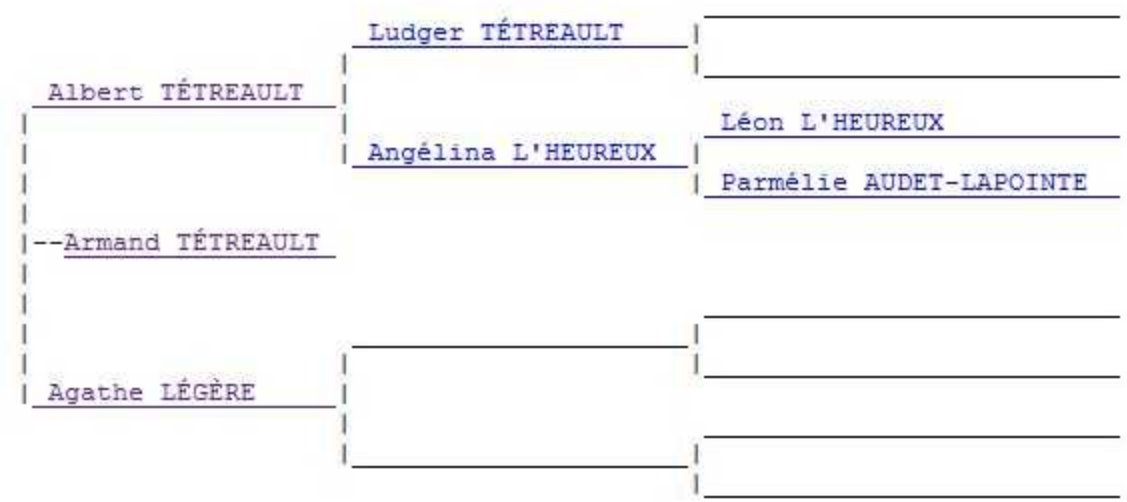 Ludger TÉTREAULT
Albert TÉTREAULT
Léon L'HEUREUX
Angélina L'HEUREUX
Parmélie AUDET-LAPOINTE
--Armand TÉTREAULT
Agathe LÉGÈRE